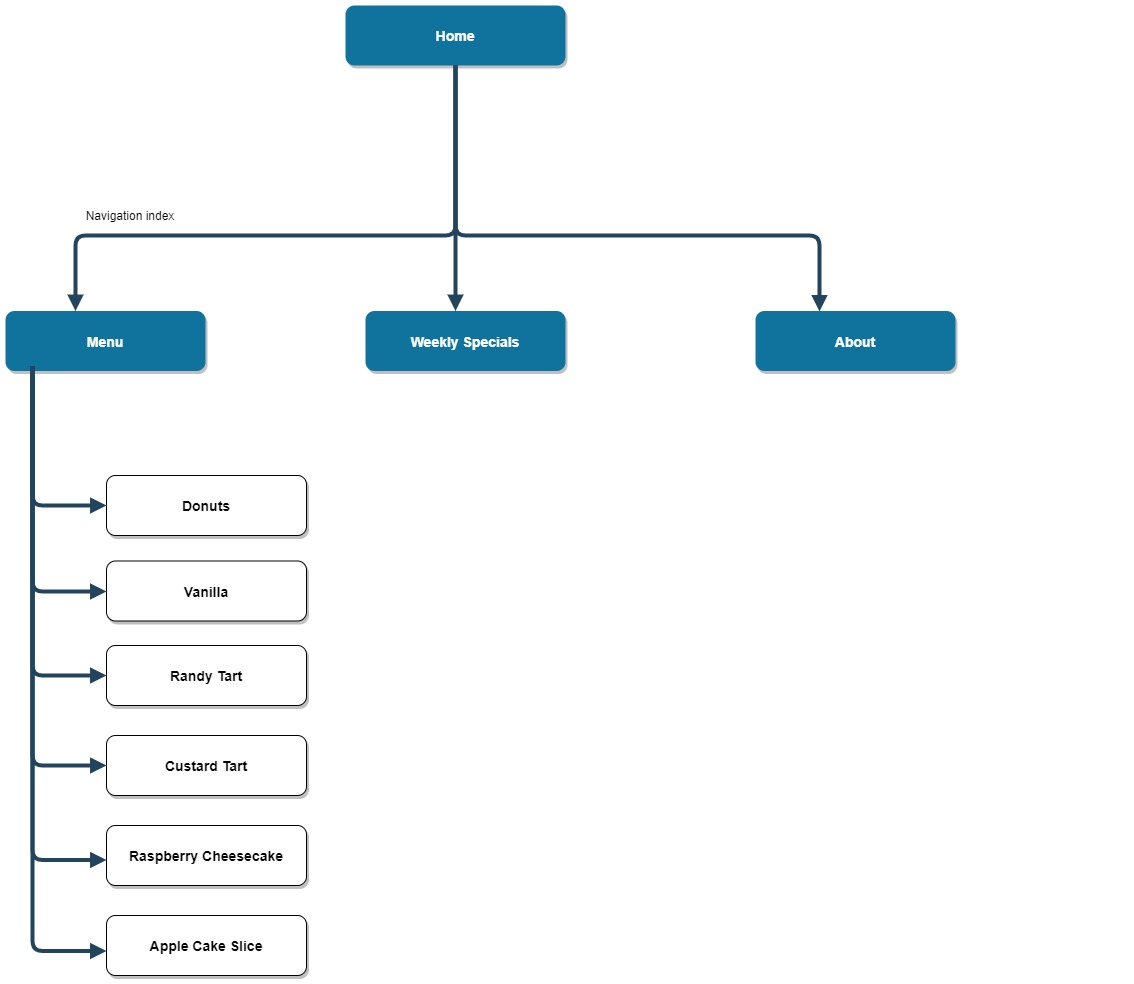 Home
Navigation index
Menu
Weekly Specials
About
Donuts
Vanilla
Randy Tart
Custard Tart
Raspberry Cheesecake
Apple Cake Slice